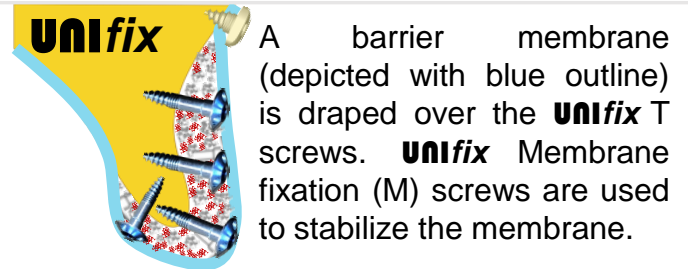 UNIfix
A barrier membrane
(depicted with blue outline)
is draped over the UNIfix T
screws. UNIfix Membrane
fixation (M) screws are used
to stabilize the membrane.